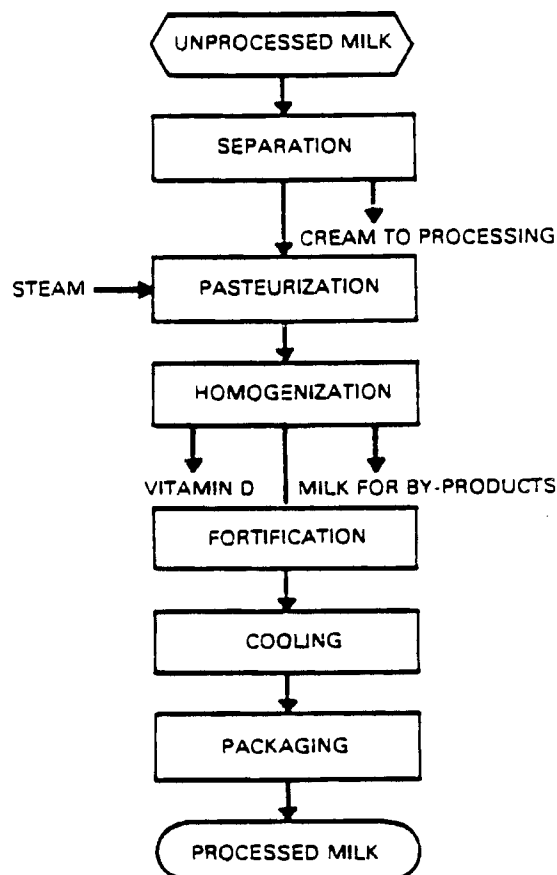 UNPROCESSED MILK
SEPARATION
CREAM TO PROCESSING
STEAM
PASTEURIZATION
HOMOGENIZATION
VITAMIN D
MILK FOR BY-PRODUCTS
FORTIFICATION
COOLING
PACKAGING
PROCESSED MILK